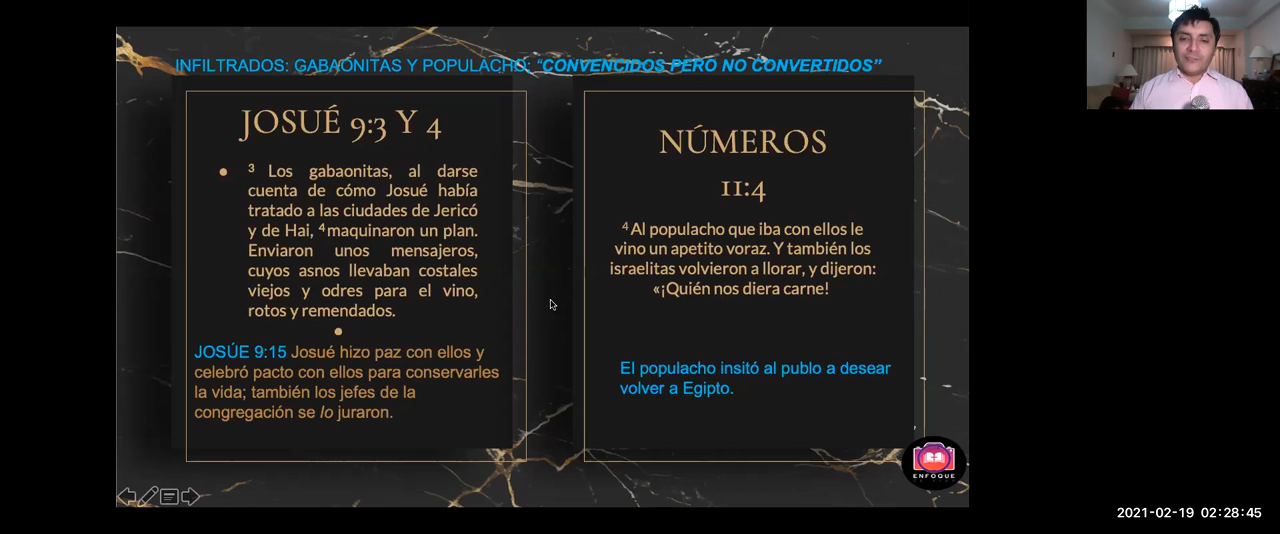 INFILTRADOS: GABAONITAS Y POPULACHO: “CONVENCIDOS PERO NO CONVERTIDOS”
JOSUÉ 9:3 Y 4
3 Los gabaonitas, al darse
cuenta de cómo Josué había
tratado a las ciudades de Jericó
y de Hai, 4maquinaron un plan.
Enviaron unos mensajeros,
cuyos asnos llevaban costales
viejos y odres para el vino,
rotos y remendados.
JOSÚE 9:15 Josué hizo paz con ellos y
celebró pacto con ellos para conservarles
la vida; también los jefes de la
congregación se lo juraron.
NÚMEROS
11:4
4 Al populacho que iba con ellos le
vino un apetito voraz. Y también los
israelitas volvieron a llorar, y dijeron:
«¡Quién nos diera carne!
El populacho insitó al publo a desear
volver a Egipto.
ENFOQUE
2021-02-19 02:28:45